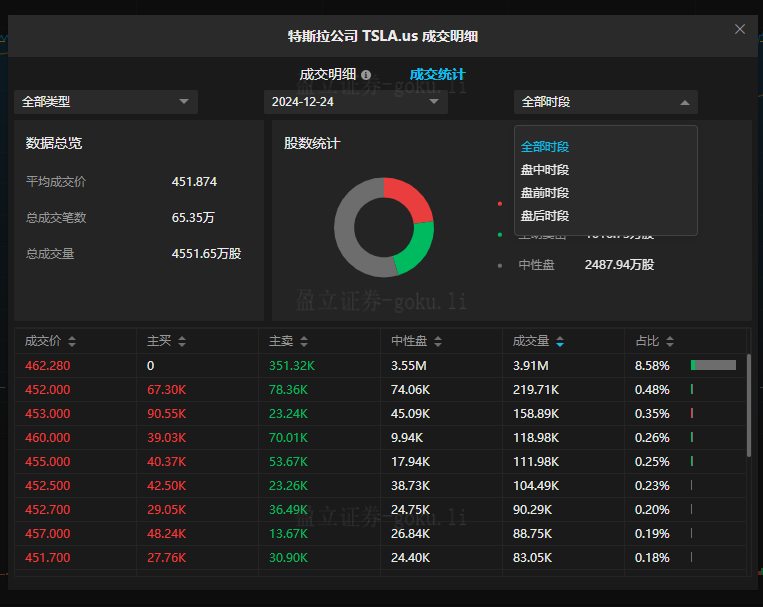 特斯拉公司 TSLA.us 成交明细
成交明细 成交统计
全部类型 2024-12-24 全部时段
数据总览 股数统计
全部时段
盘中时段
盘前时段
盘后时段
平均成交价 451.874
总成交笔数 65.35万
总成交量 4551.65万股
中性盘 2487.94万股
盈立证券-goku.li
盈立证券-goku.li
成交价 主买 主卖 中性盘 成交量 占比
462.280 0 351.32K 3.55M 3.91M 8.58%
452.000 67.30K 78.36K 74.06K 219.71K 0.48%
453.000 90.55K 23.24K 45.09K 158.89K 0.35%
460.000 39.03K 70.01K 9.94K 118.98K 0.26%
455.000 40.37K 53.67K 17.94K 111.98K 0.25%
452.500 42.50K 23.26K 38.73K 104.49K 0.23%
452.700 29.05K 36.49K 24.75K 90.29K 0.20%
盈立证券-goku.li
457.000 48.24K 13.67K 26.84K 88.75K 0.19%
451.700 27.76K 30.90K 24.40K 83.05K 0.18%